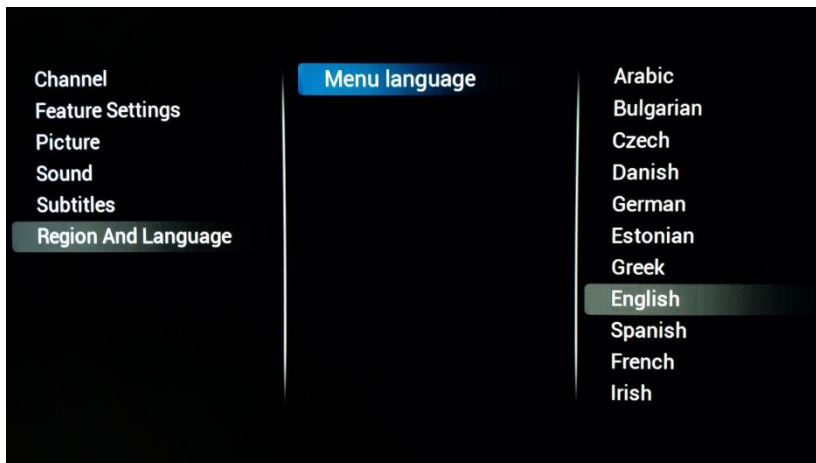 Channel
Feature Settings
Picture
Sound
Subtitles
Region And Language
Menu language
Arabic
Bulgarian
Czech
Danish
German
Estonian
Greek
English
Spanish
French
Irish